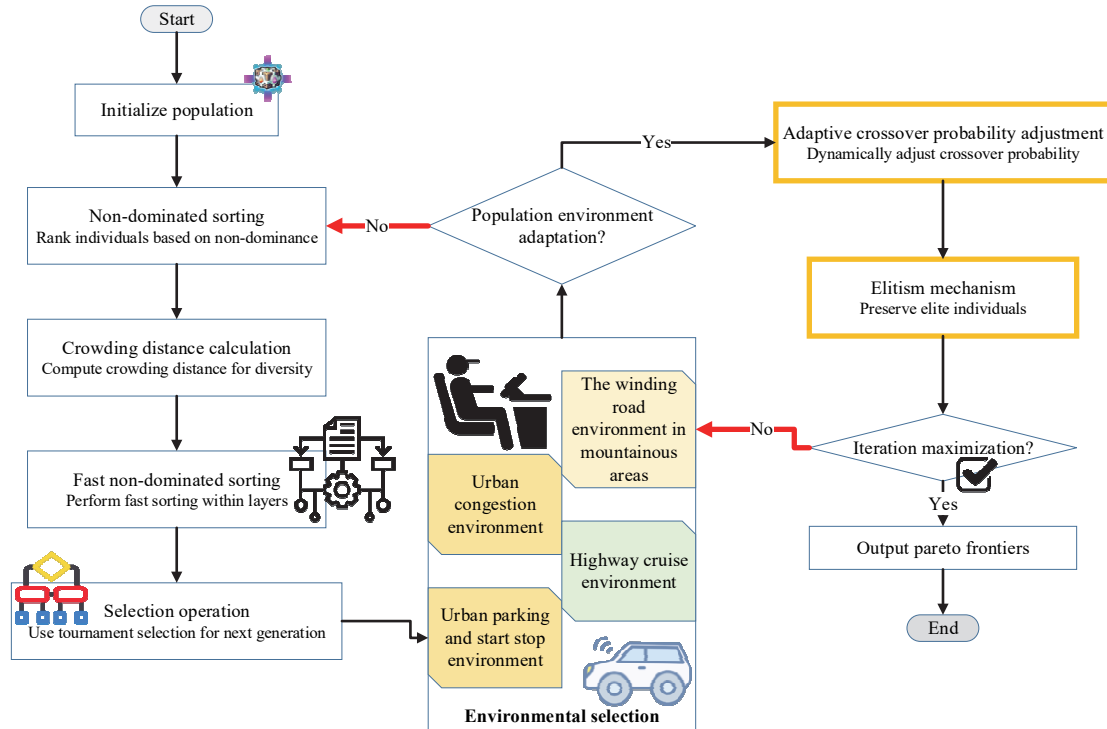 Start
Initialize population
Non-dominated sorting
Rank individuals based on non-dominance
Crowding distance calculation
Compute crowding distance for diversity
Fast non-dominated sorting
Perform fast sorting within layers
Selection operation
Use tournament selection for next generation
Population environment
adaptation?
No
Yes
The winding
road
environment in
mountainous
areas
Urban
congestion
environment
Highway cruise
environment
Urban parking
and start stop
environment
Environmental selection
Adaptive crossover probability adjustment
Dynamically adjust crossover probability
Elitism mechanism
Preserve elite individuals
Iteration maximization?
No
Yes
Output pareto frontiers
End